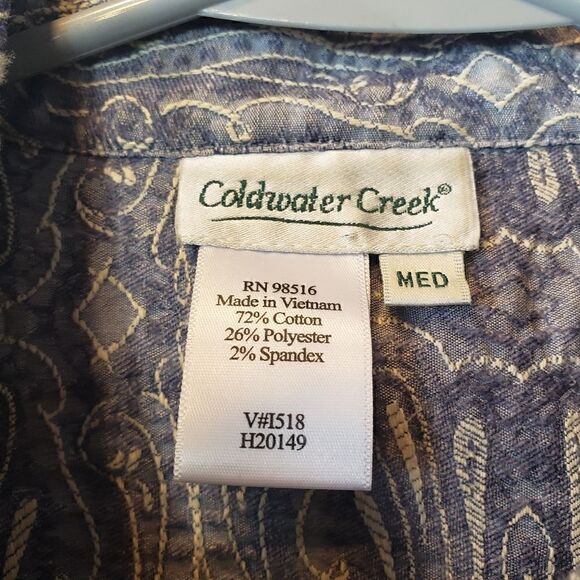 Coldwater Creek®
MED
RN 98516
Made in Vietnam
72% Cotton
26% Polyester
2% Spandex
V#I518
H20149